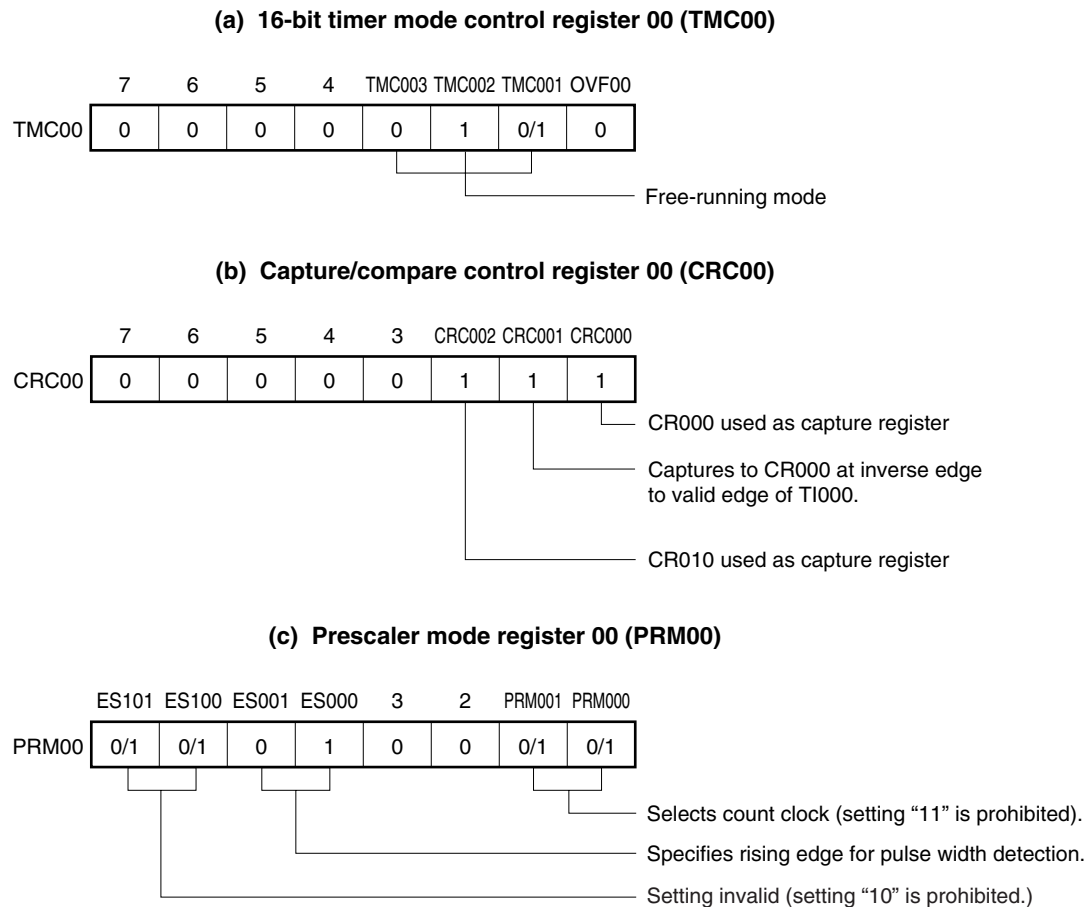 (a) 16-bit timer mode control register 00 (TMC00)
7 6 5 4 TMC003 TMC002 TMC001 OVF00
TMC00 0 0 0 0 0 1 0/1 0
Free-running mode
(b) Capture/compare control register 00 (CRC00)
7 6 5 4 3 CRC002 CRC001 CRC000
CRC00 0 0 0 0 0 1 1 1
CR000 used as capture register
Captures to CR000 at inverse edge
to valid edge of TI000.
CR010 used as capture register
(c) Prescaler mode register 00 (PRM00)
ES101 ES100 ES001 ES000 3 2 PRM001 PRM000
PRM00 0/1 0/1 0 1 0 0 0/1 0/1
Selects count clock (setting “11” is prohibited).
Specifies rising edge for pulse width detection.
Setting invalid (setting “10” is prohibited.)